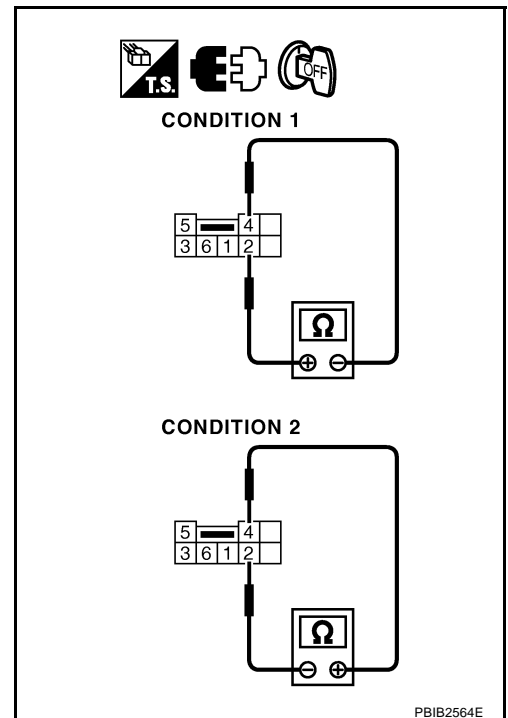 T.S.
OFF
CONDITION 1
5 4
3 6 1 2
Ω
+ −
CONDITION 2
5 4
3 6 1 2
Ω
− +
PBIB2564E